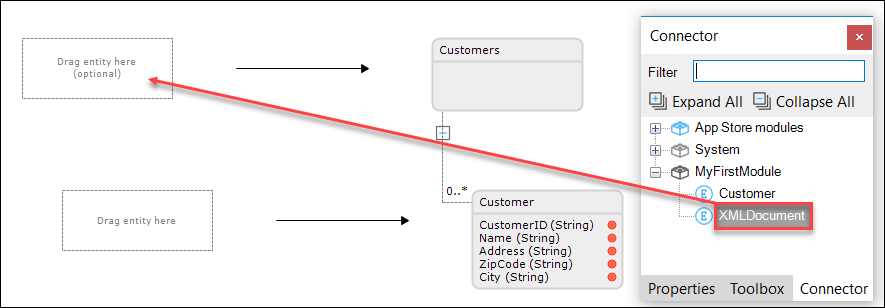 Drag entity here
(optional)
Customers
0..*
Drag entity here
Customer
CustomerID (String)
Name (String)
Address (String)
ZipCode (String)
City (String)
Connector
Filter
Expand All Collapse All
App Store modules
System
MyFirstModule
E Customer
E XMLDocument
Properties Toolbox Connector